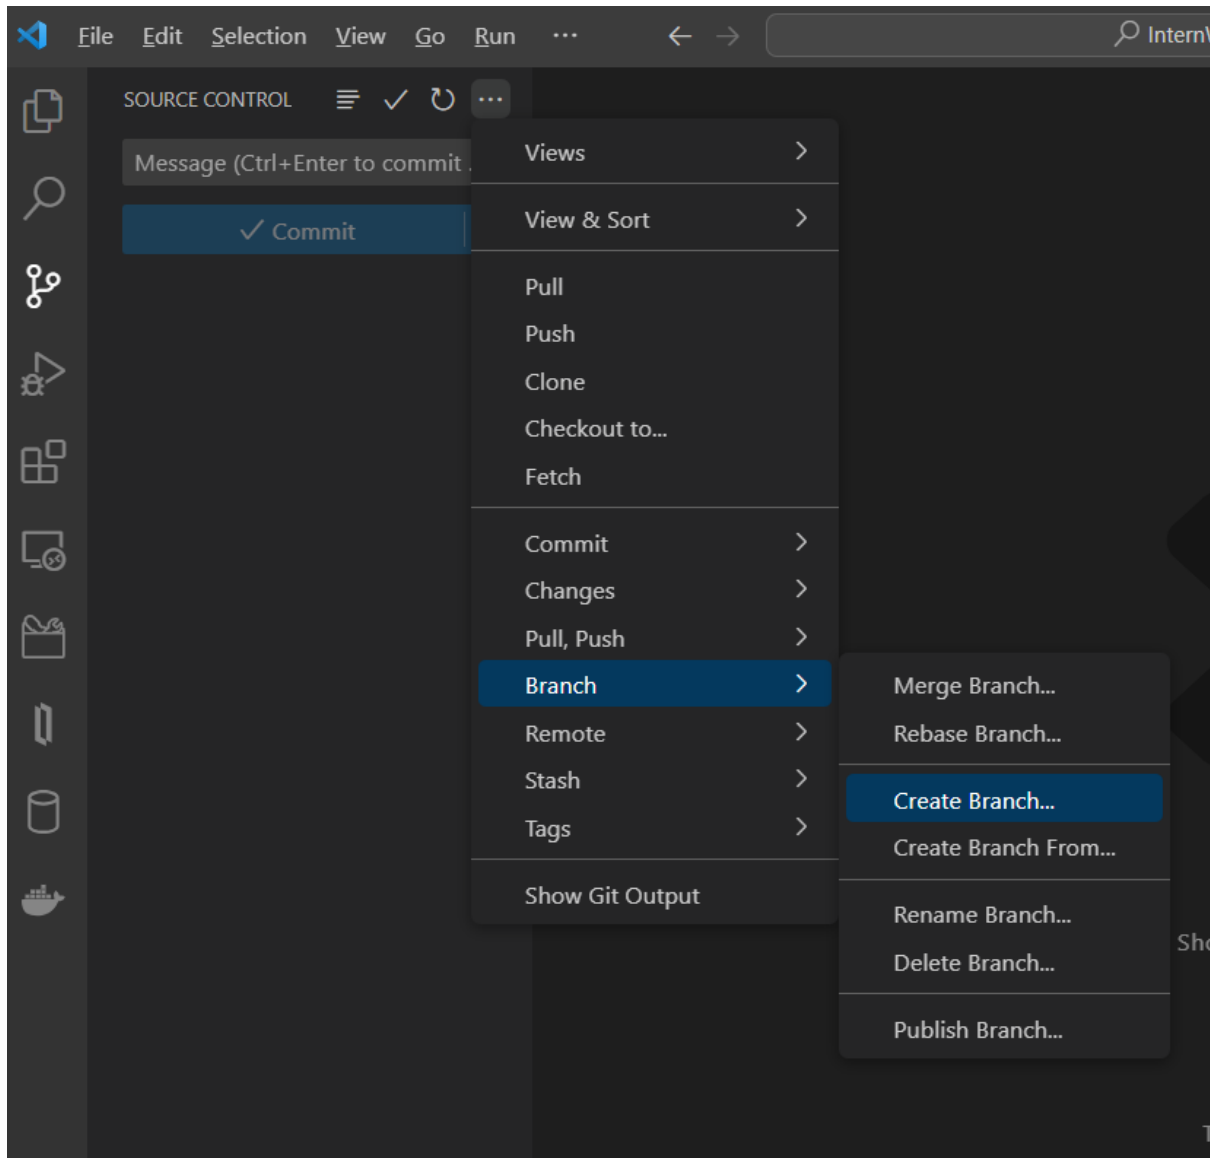 File Edit Selection View Go Run ...
InternV
SOURCE CONTROL
Message (Ctrl+Enter to commit .
Commit
Views
View & Sort
Pull
Push
Clone
Checkout to...
Fetch
Commit
Changes
Pull, Push
Branch
Remote
Stash
Tags
Show Git Output
Merge Branch...
Rebase Branch...
Create Branch...
Create Branch From...
Rename Branch...
Delete Branch...
Publish Branch...